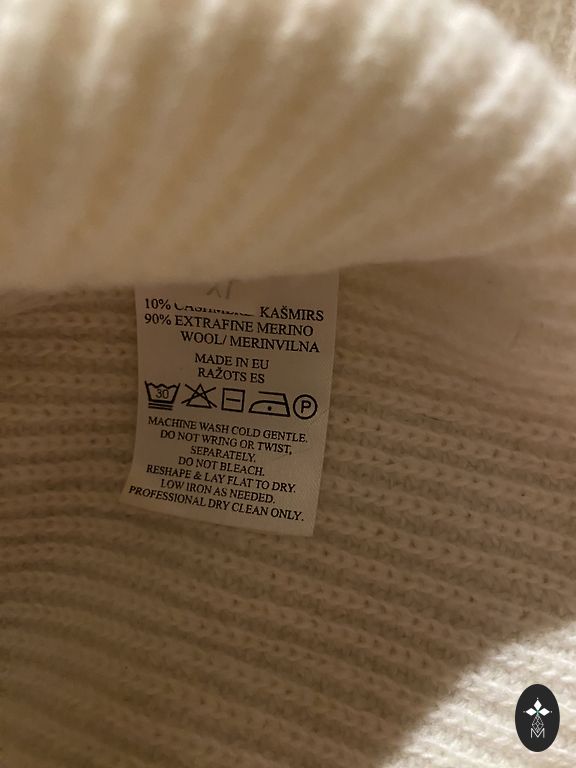 10% CASHMERE KAŠMIRS
90% EXTRAFINE MERINO
WOOL/ MERINVILNA
MADE IN EU
RAŽOTS ES
30 P
MACHINE WASH COLD GENTLE.
DO NOT WRING OR TWIST,
SEPARATELY.
DO NOT BLEACH.
RESHAPE & LAY FLAT TO DRY.
LOW IRON AS NEEDED.
PROFESSIONAL DRY CLEAN ONLY.
M